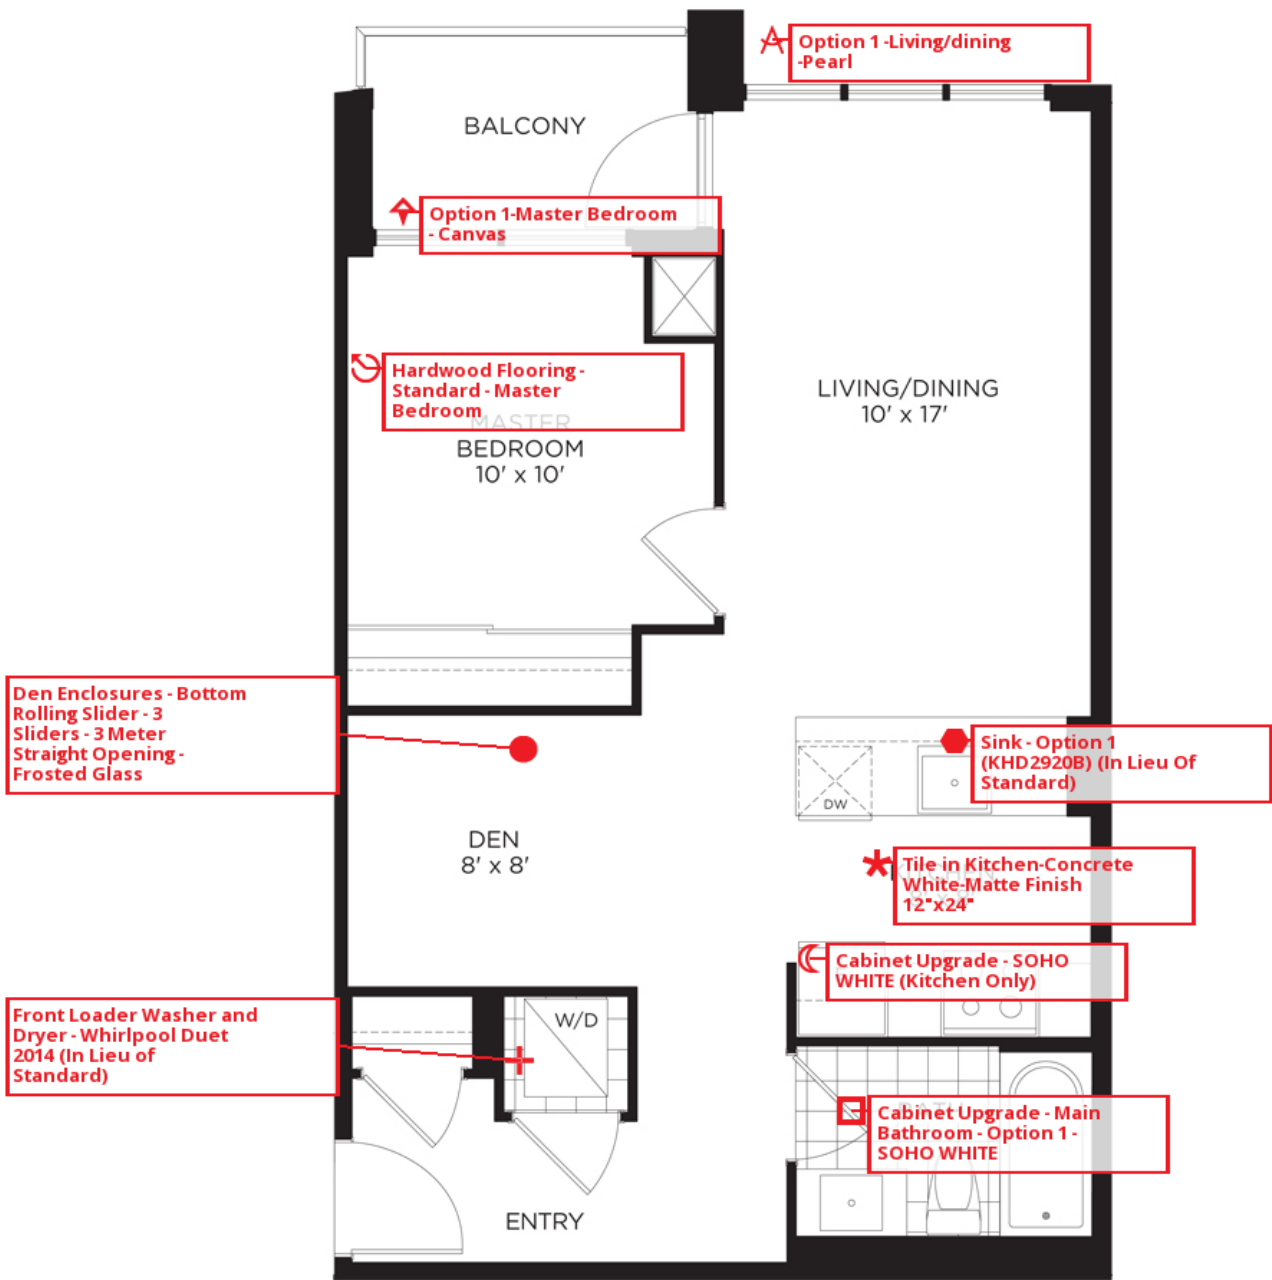 Option 1 -Living/dining
-Pearl
BALCONY
Option 1-Master Bedroom
- Canvas
Hardwood Flooring -
Standard - Master
Bedroom
MASTER
BEDROOM
10' x 10'
LIVING/DINING
10' x 17'
Den Enclosures - Bottom
Rolling Slider - 3
Sliders - 3 Meter
Straight Opening -
Frosted Glass
Sink - Option 1
(KHD2920B) (In Lieu Of
Standard)
DW
DEN
8' x 8'
Tile in Kitchen-Concrete
White-Matte Finish
12"x24"
KITCHEN
Cabinet Upgrade - SOHO
WHITE (Kitchen Only)
Front Loader Washer and
Dryer - Whirlpool Duet
2014 (In Lieu of
Standard)
W/D
BATH
Cabinet Upgrade - Main
Bathroom - Option 1 -
SOHO WHITE
ENTRY